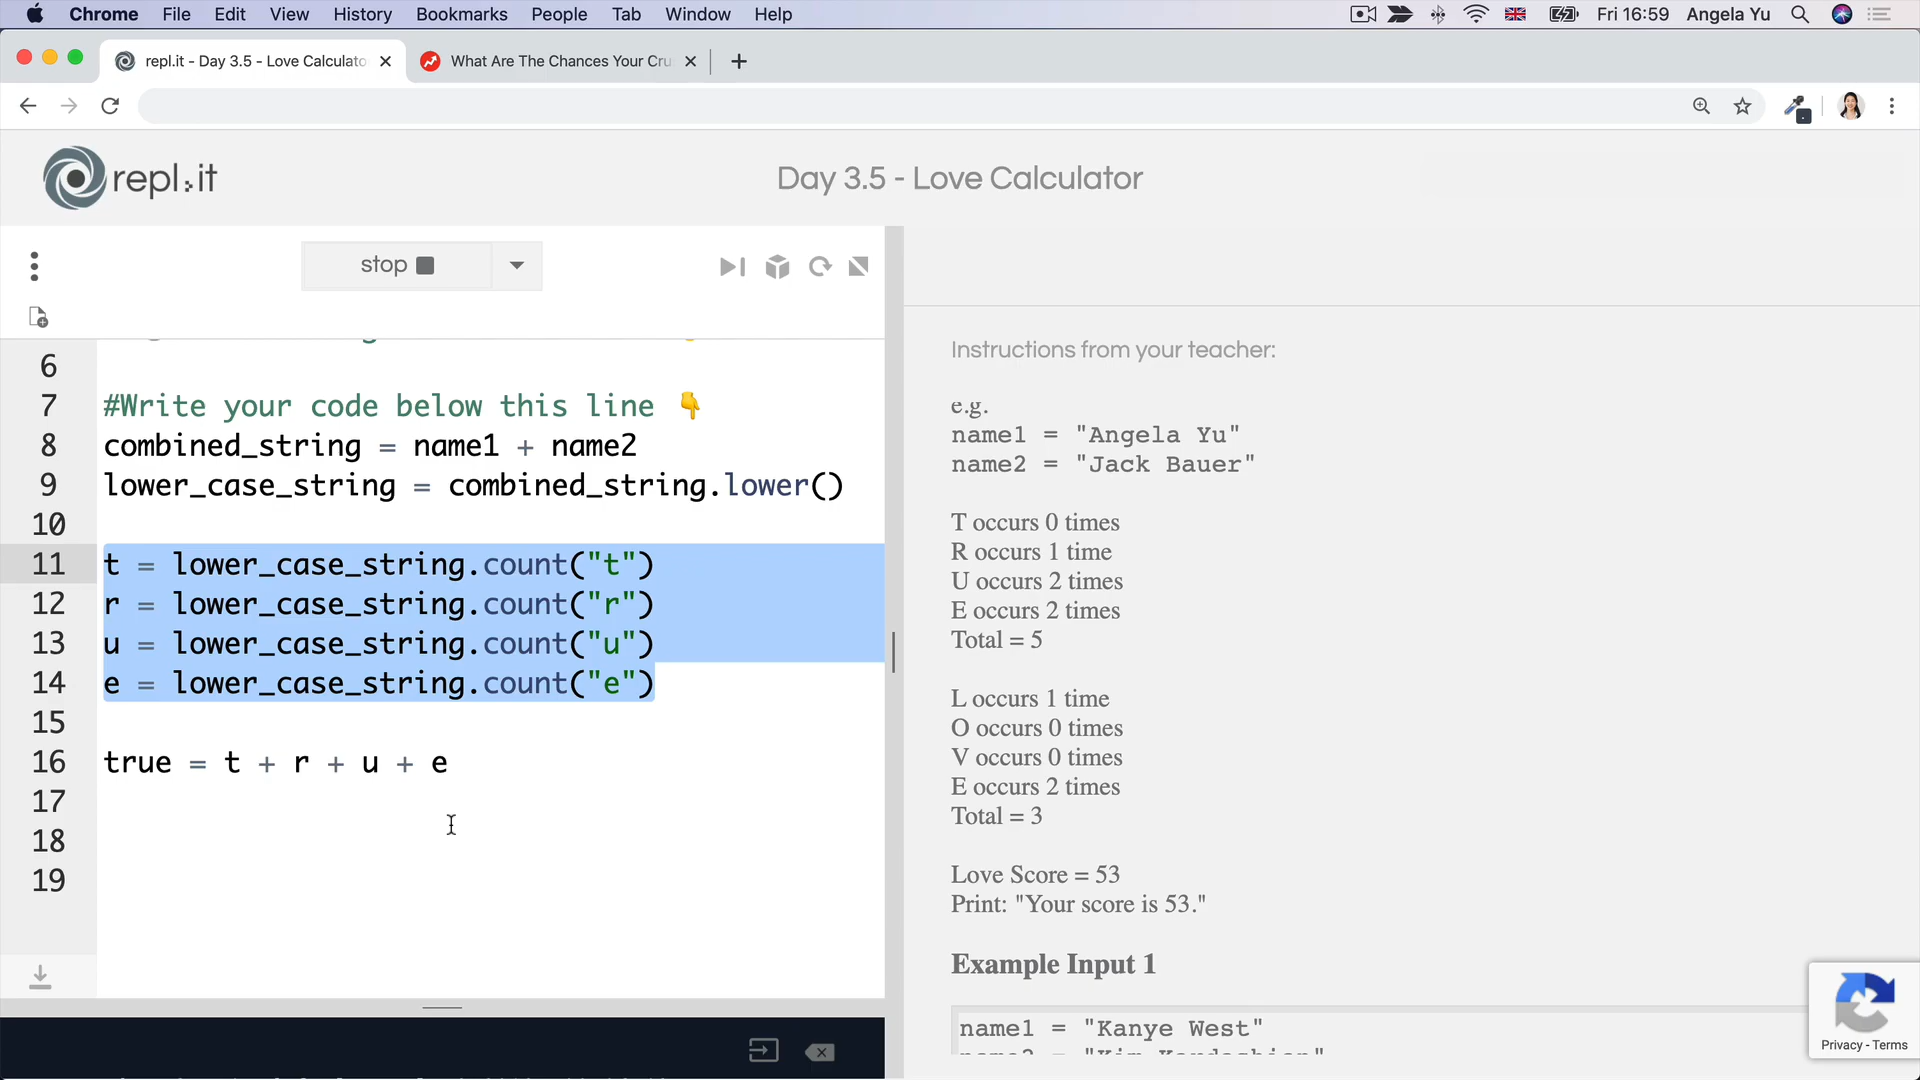 Chrome File Edit View History Bookmarks People Tab Window Help Fri 16:59 Angela Yu
repl.it - Day 3.5 - Love Calculato
What Are The Chances Your Cru
repl.it
Day 3.5 - Love Calculator
stop
6
7 #Write your code below this line 👇
8 combined_string = name1 + name2
9 lower_case_string = combined_string.lower()
10
11 t = lower_case_string.count("t")
12 r = lower_case_string.count("r")
13 u = lower_case_string.count("u")
14 e = lower_case_string.count("e")
15
16 true = t + r + u + e
17
18
19
Instructions from your teacher:
e.g.
name1 = "Angela Yu"
name2 = "Jack Bauer"
T occurs 0 times
R occurs 1 time
U occurs 2 times
E occurs 2 times
Total = 5
L occurs 1 time
O occurs 0 times
V occurs 0 times
E occurs 2 times
Total = 3
Love Score = 53
Print: "Your score is 53."
Example Input 1
name1 = "Kanye West"
name2 = "Kim Kardashian"
Privacy - Terms